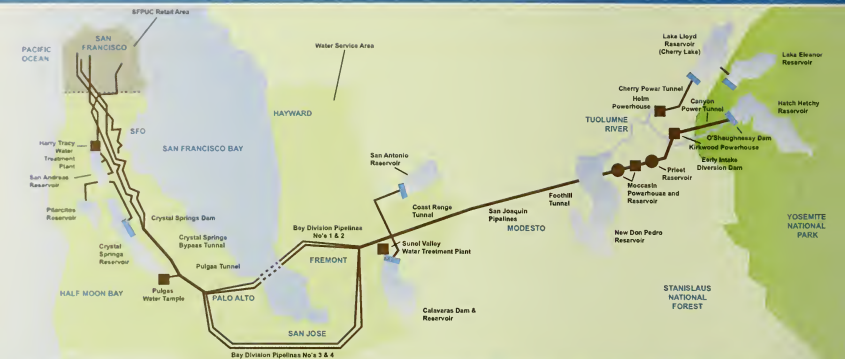 SFPUC Retail Area
SAN
FRANCISCO
PACIFIC
OCEAN
Water Service Area
HAYWARD
SFO
SAN FRANCISCO BAY
Harry Tracy
Water
Treatment
Plant
San Andreas
Reservoir
Pilarcitos
Reservoir
Crystal Springs Dam
Crystal
Springs
Reservoir
Crystal Springs
Bypass Tunnel
Pulgas Tunnel
Pulgas
Water Tample
HALF MOON BAY
PALO ALTO
Bay Division Pipelines
No's 1 & 2
FREMONT
SAN JOSE
Bay Division Pipelines No's 3 & 4
San Antonio
Reservoir
Coast Range
Tunnel
Sunol Valley
Water Treatment Plant
Calavaras Dam &
Reservoir
San Joaquin
Pipelines
MODESTO
Foothill
Tunnel
New Don Pedro
Reservoir
Moccasin
Powerhouse and
Reservoir
Priest
Reservoir
Early Intake
Diversion Dam
Kirkwood Powerhouse
O'Shaughnessy Dam
Canyon
Power Tunnel
Cherry Power Tunnel
Holm
Powerhouse
TUOLUMNE
RIVER
Lake Lloyd
Reservoir
(Cherry Lake)
Lake Eleanor
Reservoir
Hatch Hetchy
Reservoir
YOSEMITE
NATIONAL
PARK
STANISLAUS
NATIONAL
FOREST